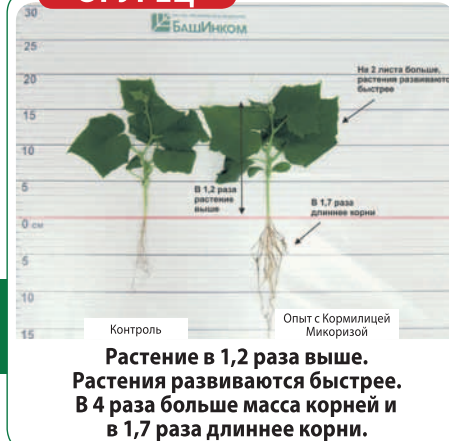 ОГУРЕЦ
30
БАШИНКОМ
25
20
На 2 листа больше,
растения развиваются
быстрее
15
10
5
В 1,2 раза
растение
выше
В 1,7 раза
длиннее корни
0 см
5
10
15
Контроль
Опыт с Кормилицей
Микоризой
Растение в 1,2 раза выше.
Растения развиваются быстрее.
В 4 раза больше масса корней и
в 1,7 раза длиннее корни.